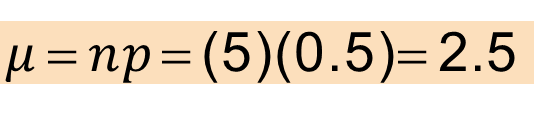 μ = np = (5)(0.5)= 2.5